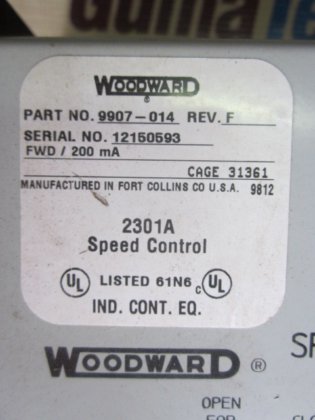 WOODWARD
®
PART NO. 9907-014 REV. F
SERIAL NO. 12150593
FWD / 200 mA
CAGE 31361
MANUFACTURED IN FORT COLLINS CO U.S.A. 9812
2301A
Speed Control
UL LISTED 61N6 c UL
IND. CONT. EQ.
WOODWARD ®
OPEN